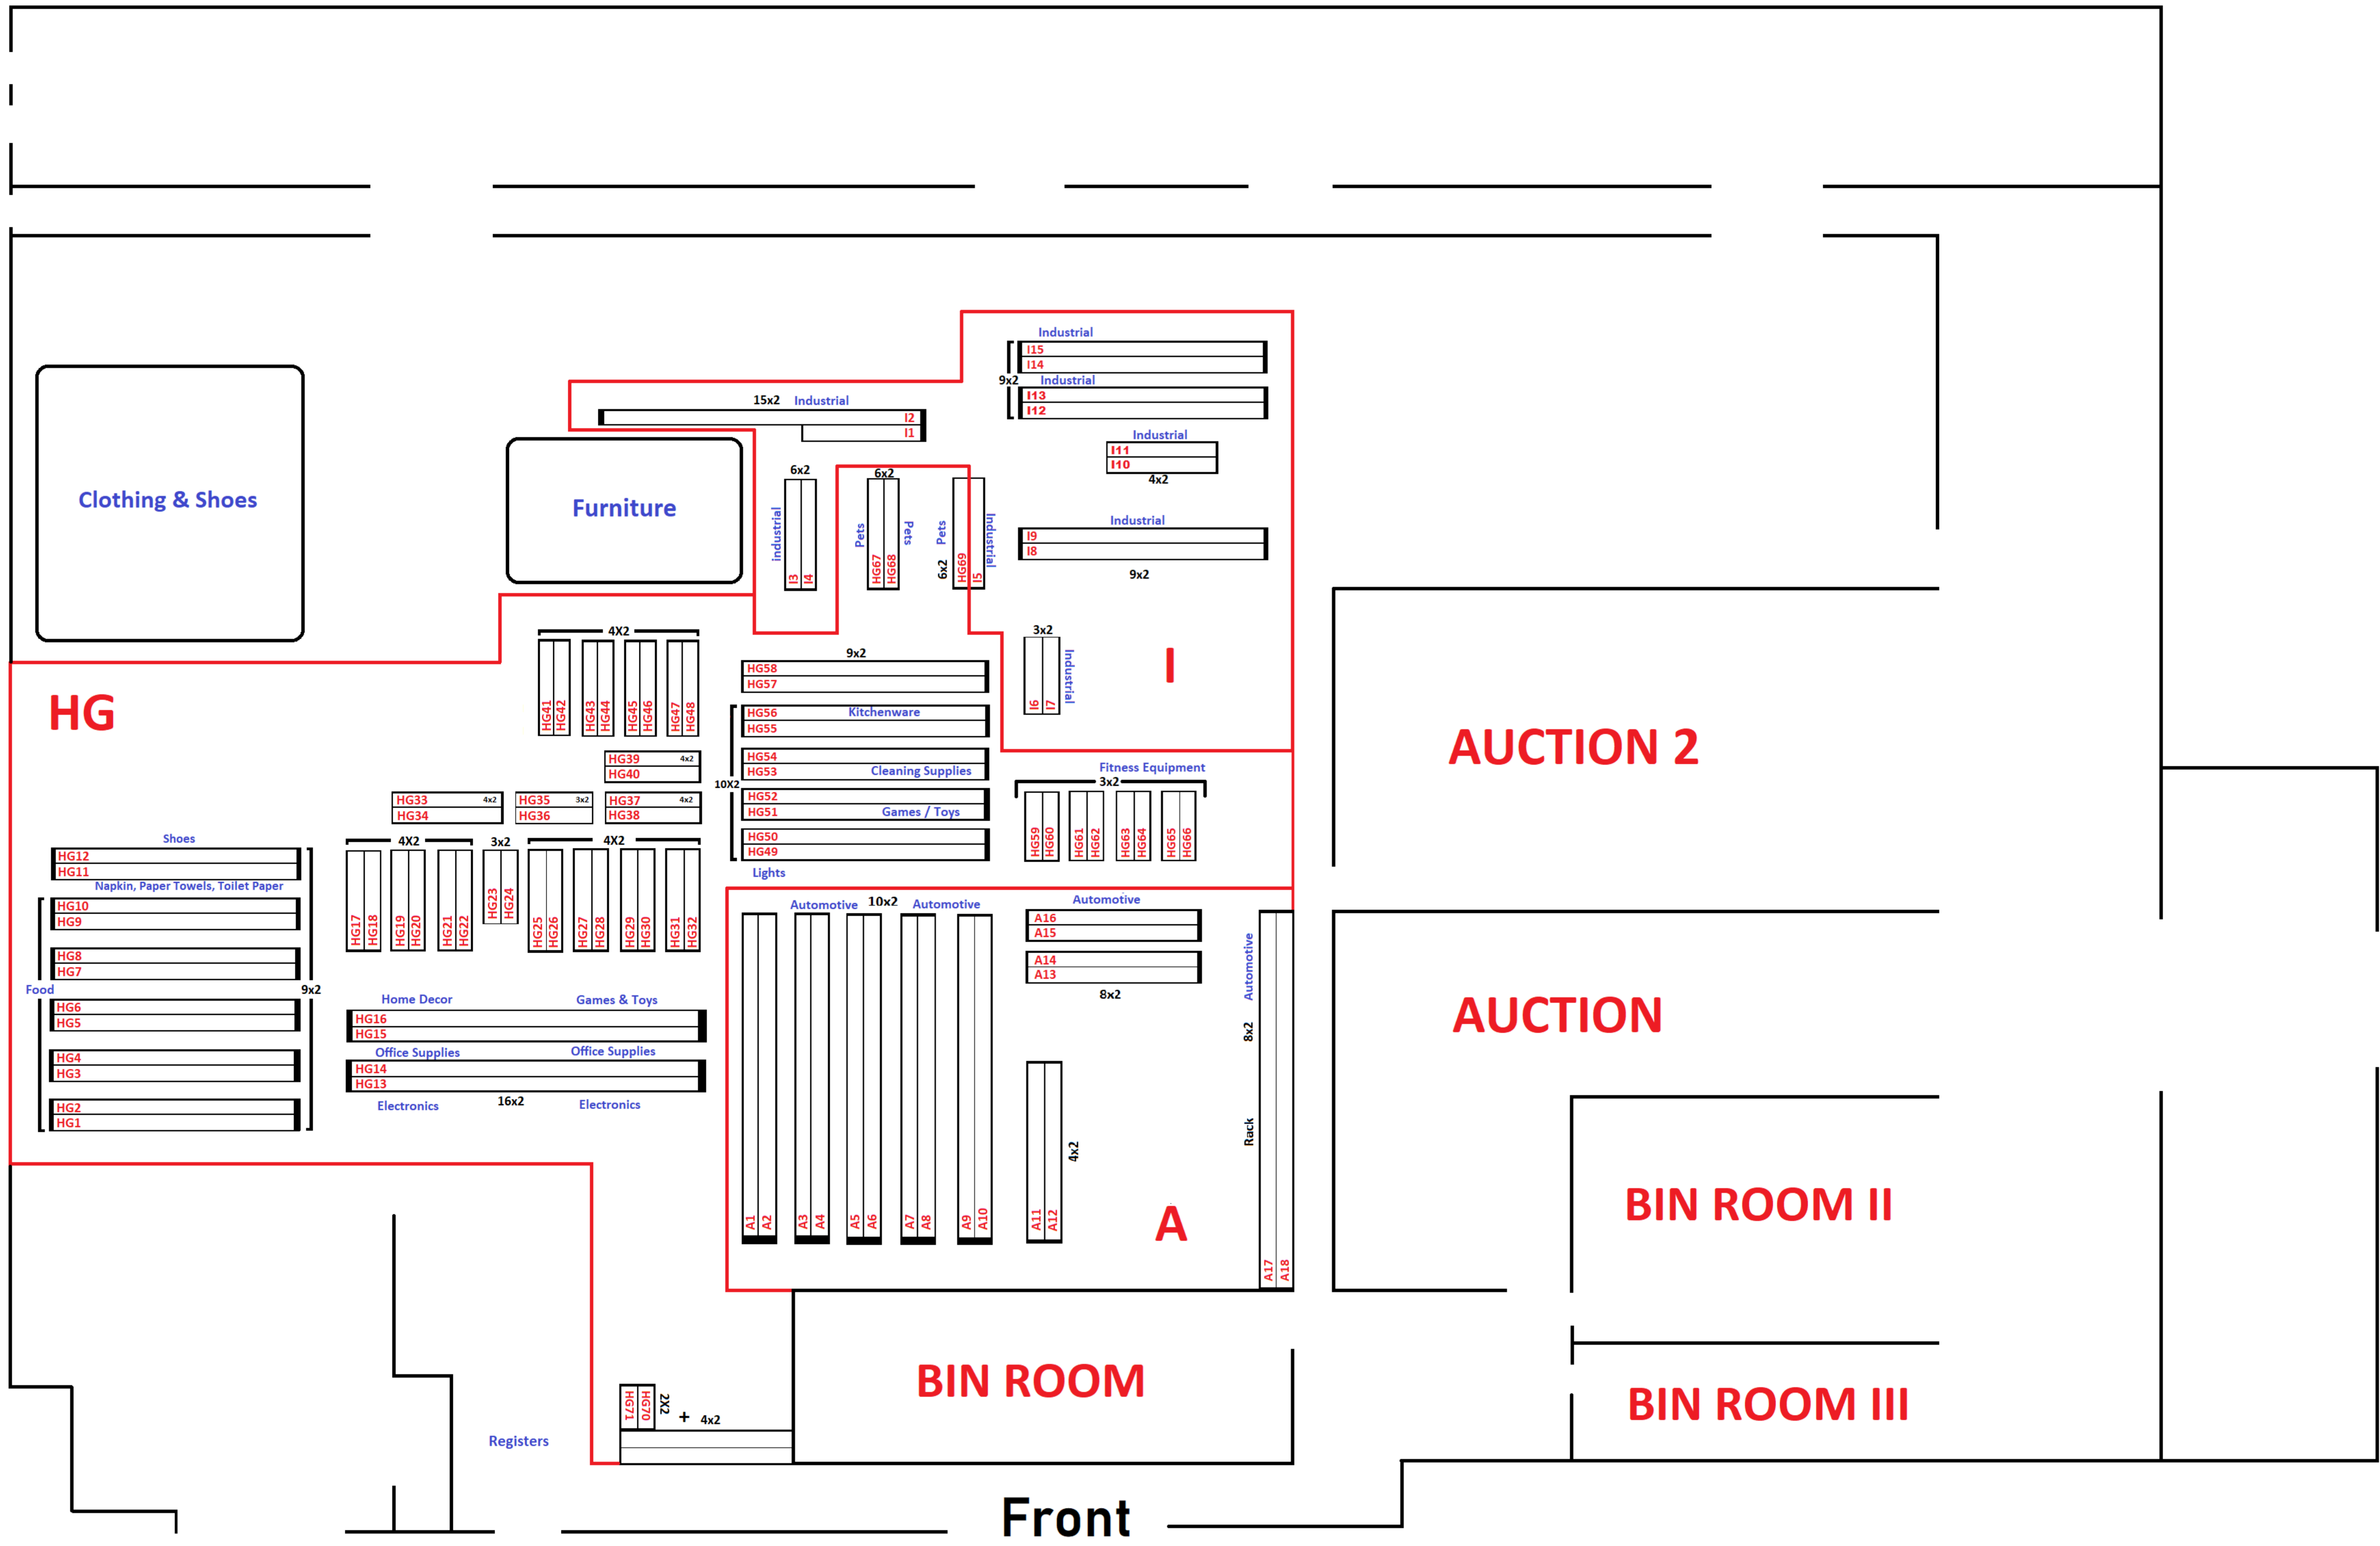 Industrial
I15
I14
9x2
Industrial
I13
I12
15x2
Industrial
I2
I1
Industrial
I11
I10
4x2
Clothing & Shoes
Furniture
6x2
industrial
I3
I4
6x2
Pets
HG67
HG68
Pets
Pets
6x2
HG69
I5
Industrial
Industrial
I9
I8
9x2
3x2
I6
I7
Industrial
I
HG
4X2
HG41
HG42
HG43
HG44
HG45
HG46
HG47
HG48
9x2
HG58
HG57
HG56
Kitchenware
HG55
HG54
HG53
Cleaning Supplies
10X2
HG52
HG51
Games / Toys
HG50
HG49
Lights
HG39
4x2
HG40
HG33
4x2
HG34
HG35
3x2
HG36
HG37
4x2
HG38
Fitness Equipment
3x2
HG59
HG60
HG61
HG62
HG63
HG64
HG65
HG66
AUCTION 2
Shoes
HG12
HG11
Napkin, Paper Towels, Toilet Paper
HG10
HG9
HG8
HG7
Food
9x2
HG6
HG5
HG4
HG3
HG2
HG1
4X2
HG17
HG18
HG19
HG20
HG21
HG22
3x2
HG23
HG24
4X2
HG25
HG26
HG27
HG28
HG29
HG30
HG31
HG32
Home Decor
Games & Toys
HG16
HG15
Office Supplies
Office Supplies
HG14
HG13
Electronics
16x2
Electronics
Automotive
10x2
Automotive
A1
A2
A3
A4
A5
A6
A7
A8
A9
A10
Automotive
A16
A15
A14
A13
8x2
A11
A12
4x2
A
Automotive
8x2
Rack
A17
A18
AUCTION
BIN ROOM II
BIN ROOM
BIN ROOM III
HG71
HG70
2X2
+
4x2
Registers
Front